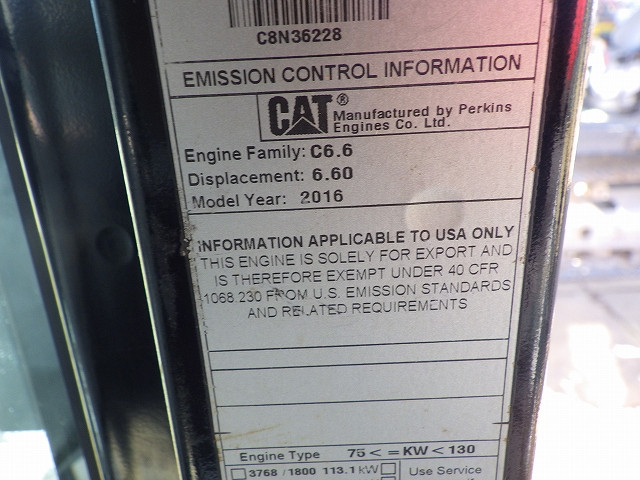 C8N36228
EMISSION CONTROL INFORMATION
CAT® Manufactured by Perkins
Engines Co. Ltd.
Engine Family: C6.6
Displacement: 6.60
Model Year: 2016
INFORMATION APPLICABLE TO USA ONLY
THIS ENGINE IS SOLELY FOR EXPORT AND
IS THEREFORE EXEMPT UNDER 40 CFR
1068.230 FROM U.S. EMISSION STANDARDS
AND RELATED REQUIREMENTS
Engine Type 75 < = KW < 130
3768 / 1800 113.1 kW Use Service